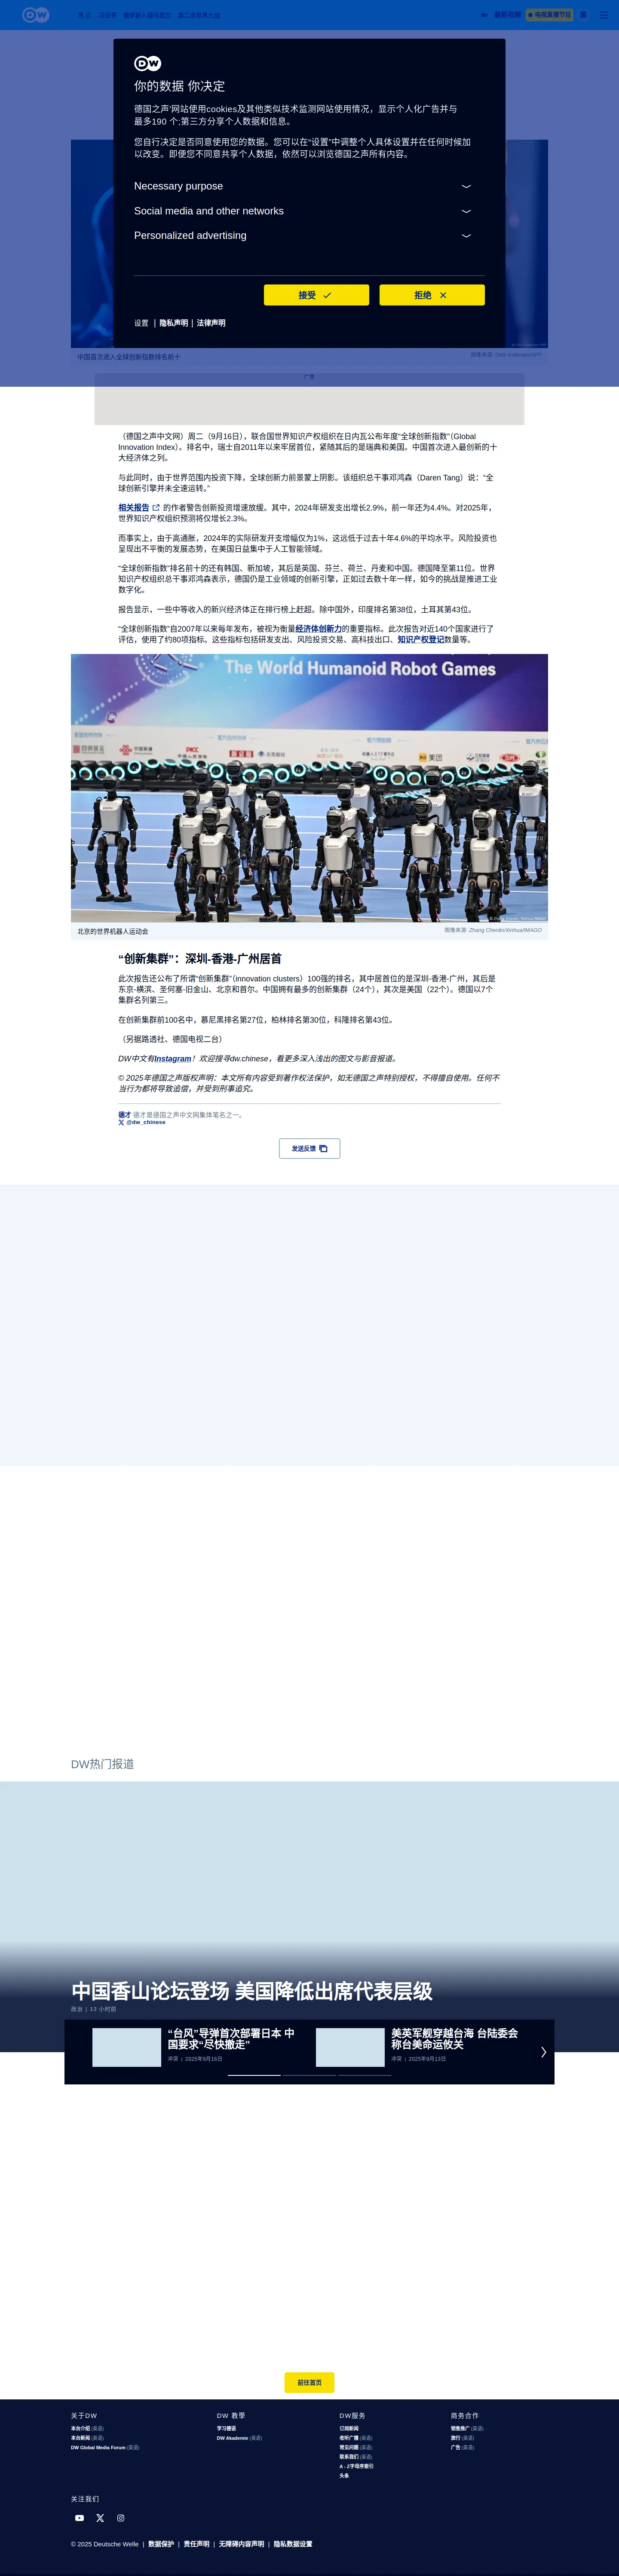 DW
热点
习近平
俄罗斯入侵乌克兰
第二次世界大战
最新视频
电视直播节目
DW
你的数据 你决定
德国之声'网站使用cookies及其他类似技术监测网站使用情况，显示个人化广告并与
最多190 个;第三方分享个人数据和信息。
您自行决定是否同意使用您的数据。您可以在“设置”中调整个人具体设置并在任何时候加
以改变。即便您不同意共享个人数据，依然可以浏览德国之声所有内容。
Necessary purpose
Social media and other networks
Personalized advertising
接受
拒绝
设置 | 隐私声明 | 法律声明
中国首次进入全球创新指数排名前十
广告
（德国之声中文网）周二（9月16日），联合国世界知识产权组织在日内瓦公布年度“全球创新指数”（Global
Innovation Index）。排名中，瑞士自2011年以来牢居首位，紧随其后的是瑞典和美国。中国首次进入最创新的十
大经济体之列。
与此同时，由于世界范围内投资下降，全球创新力前景蒙上阴影。该组织总干事邓鸿森（Daren Tang）说：“全
球创新引擎并未全速运转。”
相关报告 的作者警告创新投资增速放缓。其中，2024年研发支出增长2.9%，前一年还为4.4%。对2025年，
世界知识产权组织预测将仅增长2.3%。
而事实上，由于高通胀，2024年的实际研发开支增幅仅为1%，这远低于过去十年4.6%的平均水平。风险投资也
呈现出不平衡的发展态势，在美国日益集中于人工智能领域。
“全球创新指数”排名前十的还有韩国、新加坡，其后是英国、芬兰、荷兰、丹麦和中国。德国降至第11位。世界
知识产权组织总干事邓鸿森表示，德国仍是工业领域的创新引擎，正如过去数十年一样，如今的挑战是推进工业
数字化。
报告显示，一些中等收入的新兴经济体正在排行榜上赶超。除中国外，印度排名第38位，土耳其第43位。
“全球创新指数”自2007年以来每年发布，被视为衡量经济体创新力的重要指标。此次报告对近140个国家进行了
评估，使用了约80项指标。这些指标包括研发支出、风险投资交易、高科技出口、知识产权登记数量等。
The World Humanoid Robot Games
美团
北京的世界机器人运动会
图像来源: Zhang Chenlin/Xinhua/IMAGO
“创新集群”：深圳-香港-广州居首
此次报告还公布了所谓“创新集群”（innovation clusters）100强的排名，其中居首位的是深圳-香港-广州，其后是
东京-横滨、圣何塞-旧金山、北京和首尔。中国拥有最多的创新集群（24个），其次是美国（22个）。德国以7个
集群名列第三。
在创新集群前100名中，慕尼黑排名第27位，柏林排名第30位，科隆排名第43位。
（另据路透社、德国电视二台）
DW中文有Instagram！欢迎搜寻dw.chinese，看更多深入浅出的图文与影音报道。
© 2025年德国之声版权声明：本文所有内容受到著作权法保护，如无德国之声特别授权，不得擅自使用。任何不
当行为都将导致追偿，并受到刑事追究。
德才 德才是德国之声中文网集体笔名之一。
@dw_chinese
发送反馈
DW热门报道
中国香山论坛登场 美国降低出席代表层级
政治 | 13 小时前
“台风”导弹首次部署日本 中
国要求“尽快撤走”
冲突 | 2025年9月16日
美英军舰穿越台海 台陆委会
称台美命运攸关
冲突 | 2025年9月13日
前往首页
关于DW
本台介绍 (英语)
本台新闻 (英语)
DW Global Media Forum (英语)
DW 教學
学习德语
DW Akademie (英语)
DW服务
订阅新闻
收听广播 (英语)
常见问题 (英语)
联系我们 (英语)
A - Z字母序索引
头条
商务合作
销售推广 (英语)
旅行 (英语)
广告 (英语)
关注我们
© 2025 Deutsche Welle | 数据保护 | 责任声明 | 无障碍内容声明 | 隐私数据设置